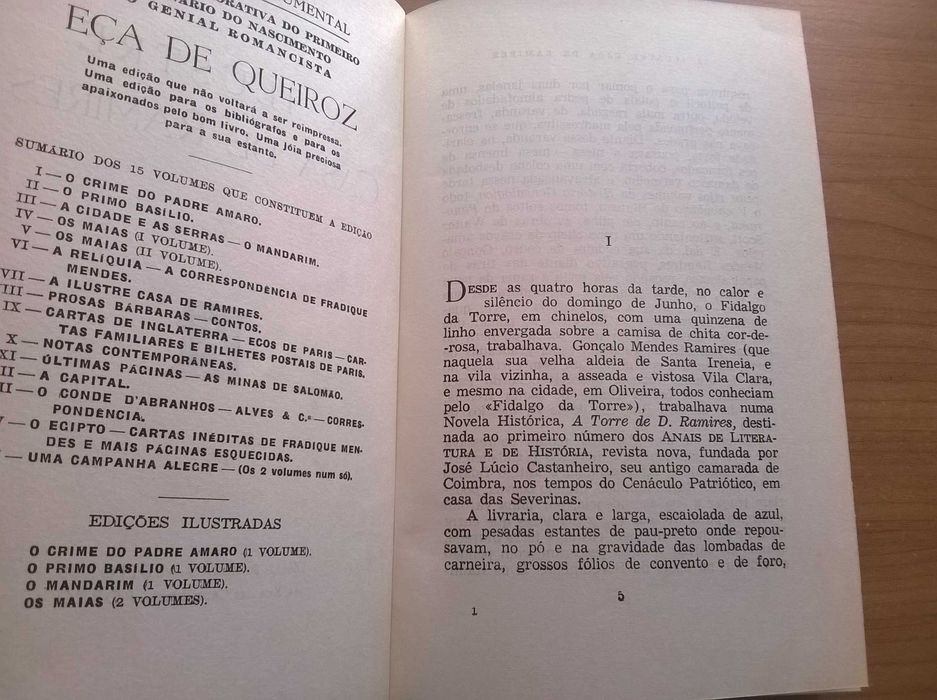 UMENTAL
ORATIVA DO PRIMEIRO
NÁRIO DO NASCIMENTO
O GENIAL ROMANCISTA
EÇA DE QUEIROZ
Uma edição que não voltará a ser reimpressa.
Uma edição para os bibliógrafos e para os
apaixonados pelo bom livro. Uma jóia preciosa
para a sua estante.
SUMÁRIO DOS 15 VOLUMES QUE CONSTITUEM A EDIÇÃO
I — O CRIME DO PADRE AMARO.
II — O PRIMO BASÍLIO.
III — A CIDADE E AS SERRAS — O MANDARIM.
IV — OS MAIAS (I VOLUME).
V — OS MAIAS (II VOLUME).
VI — A RELÍQUIA — A CORRESPONDÊNCIA DE FRADIQUE
MENDES.
VII — A ILUSTRE CASA DE RAMIRES.
III — PROSAS BÁRBARAS — CONTOS.
IX — CARTAS DE INGLATERRA — ECOS DE PARIS — CAR-
TAS FAMILIARES E BILHETES POSTAIS DE PARIS.
X — NOTAS CONTEMPORÂNEAS.
XI — ÚLTIMAS PÁGINAS — AS MINAS DE SALOMÃO.
II — A CAPITAL.
II — O CONDE D'ABRANHOS — ALVES & C.ª — CORRES-
PONDÊNCIA.
V — O EGIPTO — CARTAS INÉDITAS DE FRADIQUE MEN-
DES E MAIS PÁGINAS ESQUECIDAS.
— UMA CAMPANHA ALEGRE — (Os 2 volumes num só).
EDIÇÕES ILUSTRADAS
O CRIME DO PADRE AMARO (1 VOLUME).
O PRIMO BASÍLIO (1 VOLUME).
O MANDARIM (1 VOLUME).
OS MAIAS (2 VOLUMES).
I
DESDE as quatro horas da tarde, no calor e
silêncio do domingo de Junho, o Fidalgo
da Torre, em chinelos, com uma quinzena de
linho envergada sobre a camisa de chita cor-de-
-rosa, trabalhava. Gonçalo Mendes Ramires (que
naquela sua velha aldeia de Santa Ireneia, e
na vila vizinha, a asseada e vistosa Vila Clara,
e mesmo na cidade, em Oliveira, todos conheciam
pelo «Fidalgo da Torre»), trabalhava numa
Novela Histórica, A Torre de D. Ramires, desti-
nada ao primeiro número dos ANAIS DE LITERA-
TURA E DE HISTÓRIA, revista nova, fundada por
José Lúcio Castanheiro, seu antigo camarada de
Coimbra, nos tempos do Cenáculo Patriótico, em
casa das Severinas.
A livraria, clara e larga, escaiolada de azul,
com pesadas estantes de pau-preto onde repou-
savam, no pó e na gravidade das lombadas de
carneira, grossos fólios de convento e de foro,
5
1